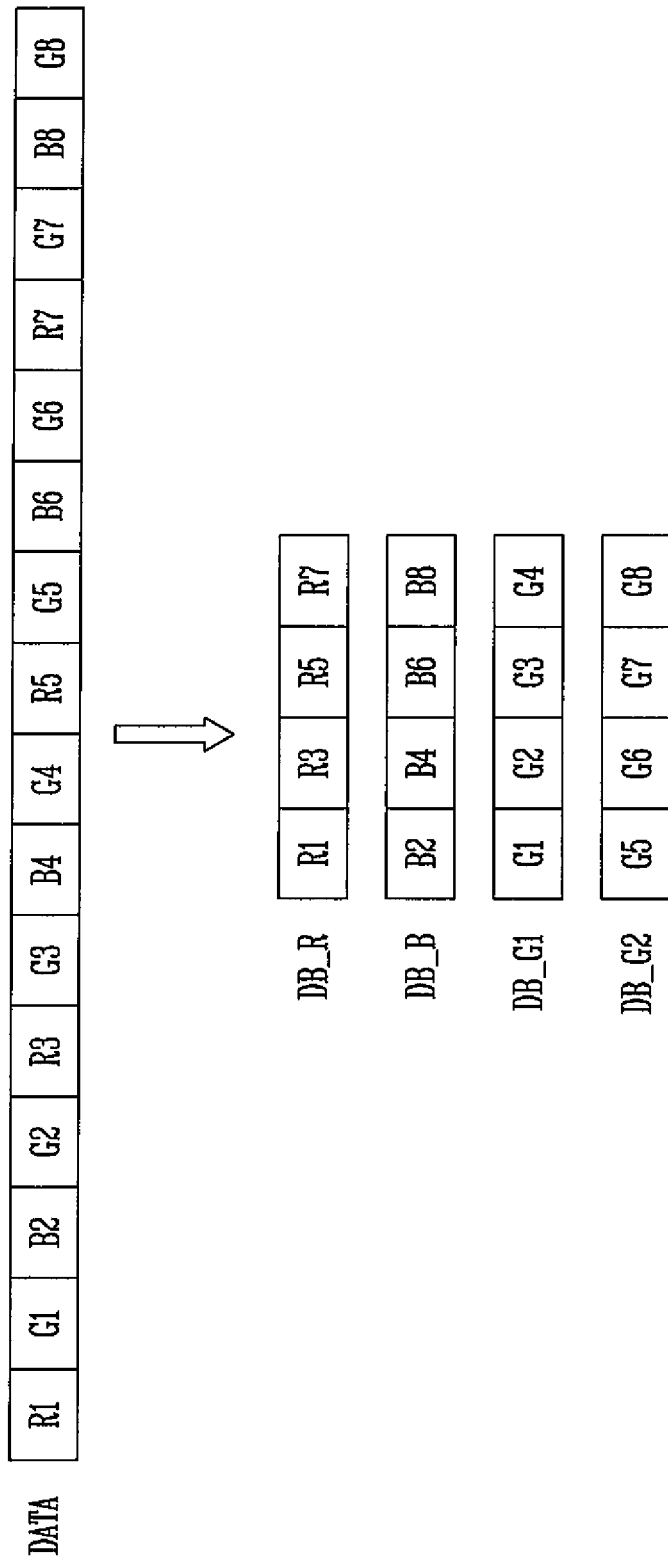 DATA R1 G1 B2 G2 R3 G3 B4 G4 R5 G5 B6 G6 R7 G7 B8 G8
DB_R R1 R3 R5 R7
DB_B B2 B4 B6 B8
DB_G1 G1 G2 G3 G4
DB_G2 G5 G6 G7 G8